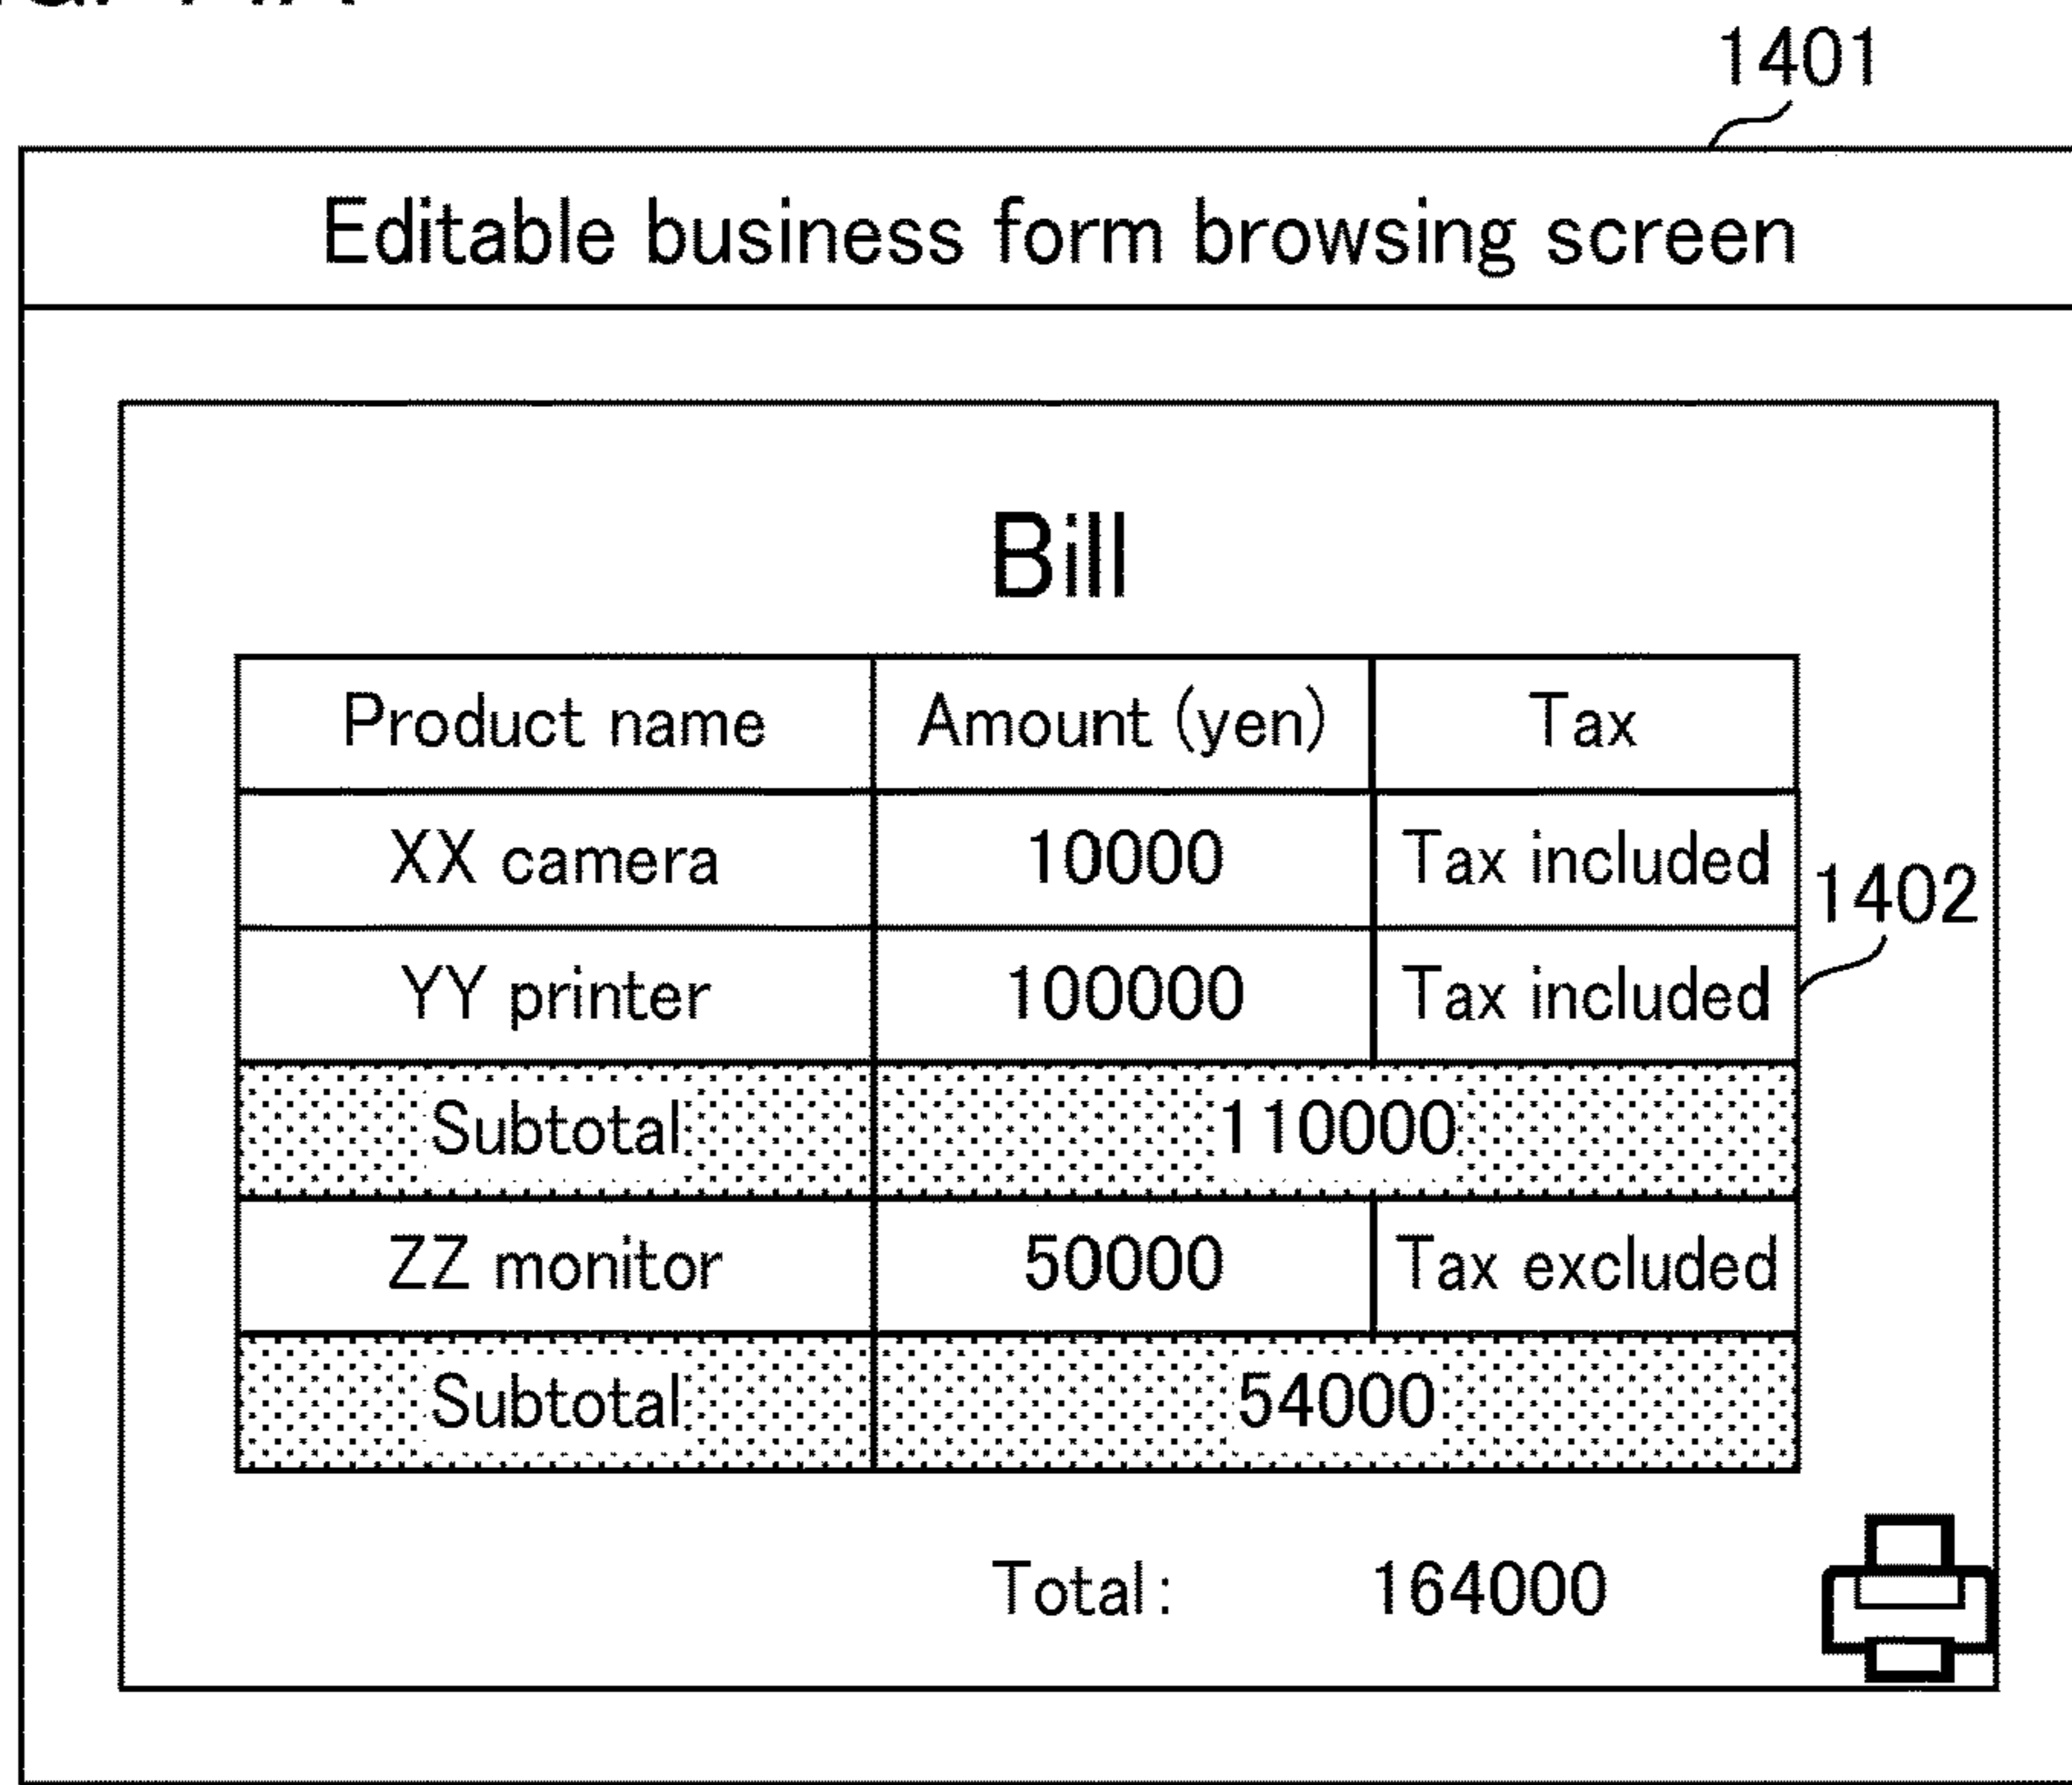 1401
Editable business form browsing screen
Bill
Product name Amount (yen) Tax
XX camera 10000 Tax included
1402
YY printer 100000 Tax included
Subtotal 110000
ZZ monitor 50000 Tax excluded
Subtotal 54000
Total: 164000